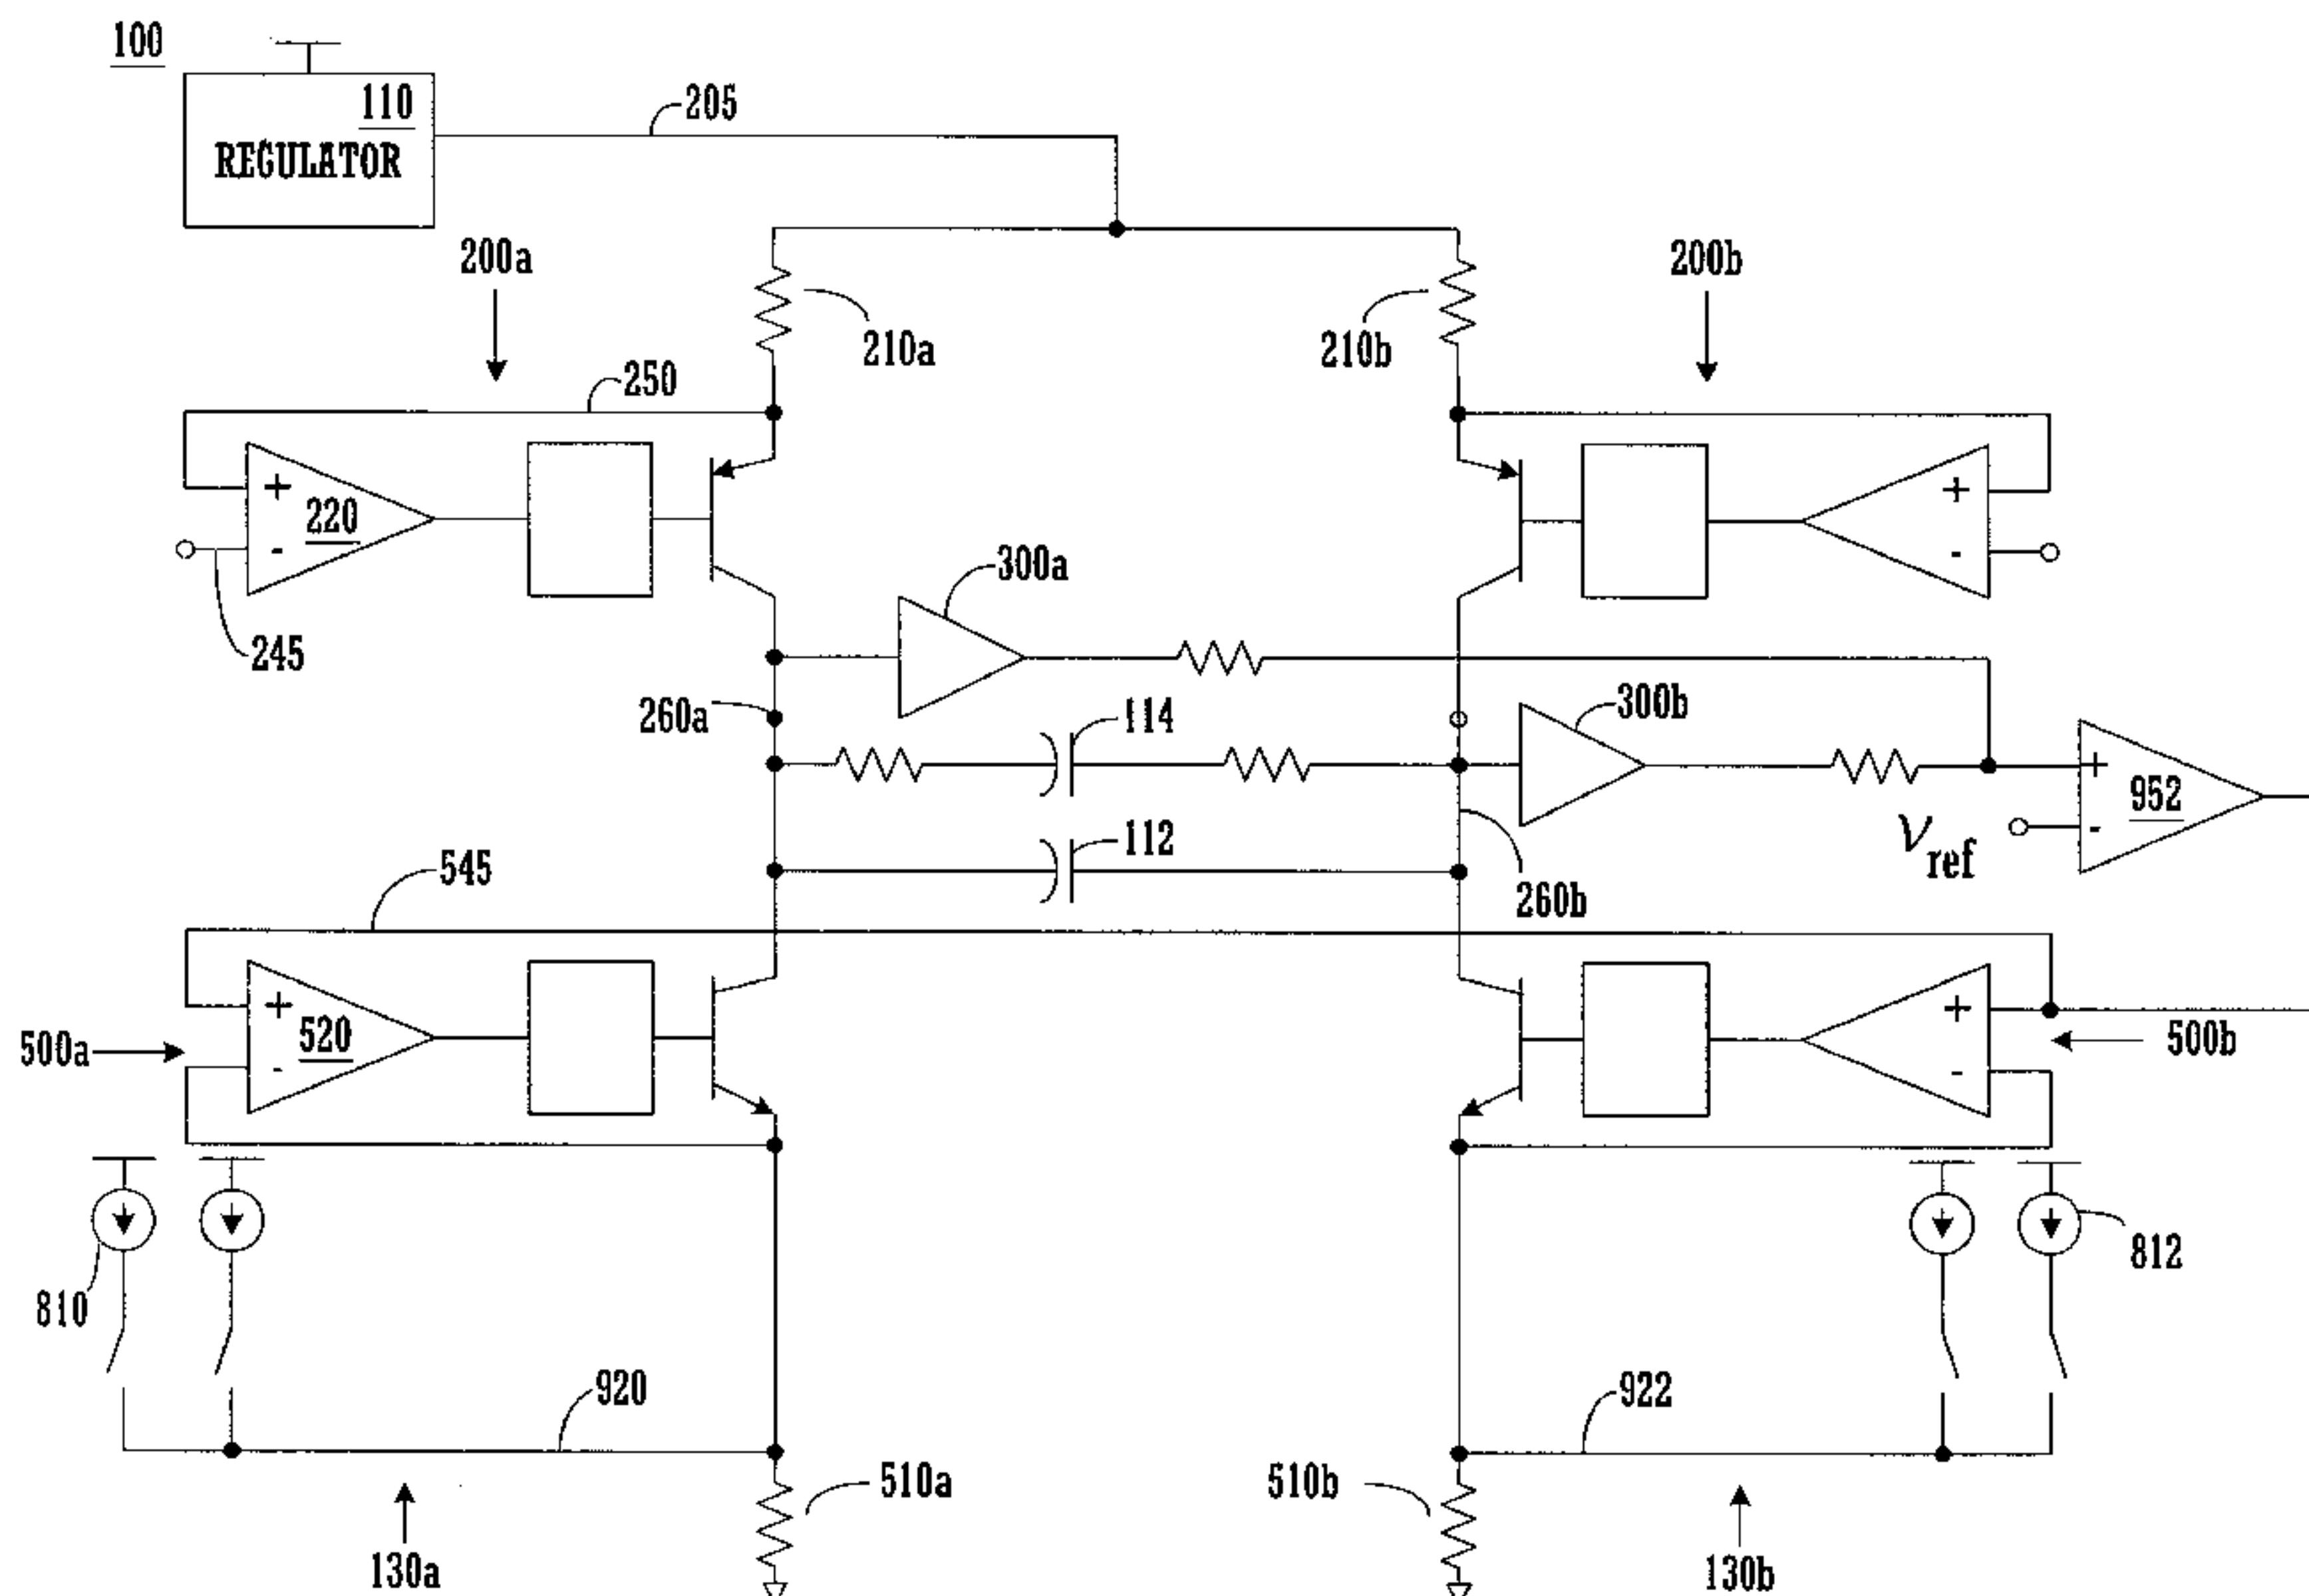 100
110
REGULATOR
205
200a
200b
210a
210b
250
+
220
-
+
-
245
300a
260a
114
300b
112
+
952
-
Vref
545
260b
+
520
-
+
-
500a
500b
810
812
920
922
510a
510b
130a
130b